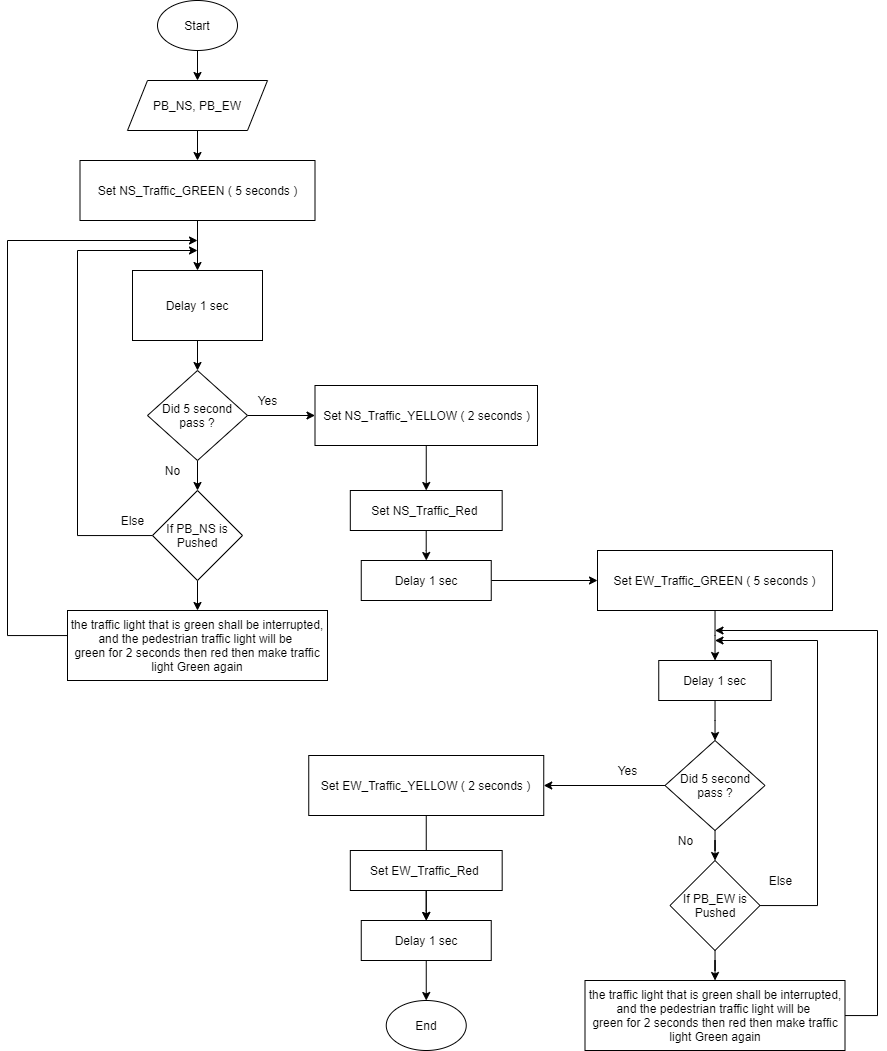 Start
PB_NS, PB_EW
Set NS_Traffic_GREEN ( 5 seconds )
Delay 1 sec
Did 5 second
pass ?
Yes
Set NS_Traffic_YELLOW ( 2 seconds )
No
If PB_NS is
Pushed
Else
the traffic light that is green shall be interrupted,
and the pedestrian traffic light will be
green for 2 seconds then red then make traffic
light Green again
Set NS_Traffic_Red
Delay 1 sec
Set EW_Traffic_GREEN ( 5 seconds )
Delay 1 sec
Did 5 second
pass ?
Yes
Set EW_Traffic_YELLOW ( 2 seconds )
No
If PB_EW is
Pushed
Else
the traffic light that is green shall be interrupted,
and the pedestrian traffic light will be
green for 2 seconds then red then make traffic
light Green again
Set EW_Traffic_Red
Delay 1 sec
End